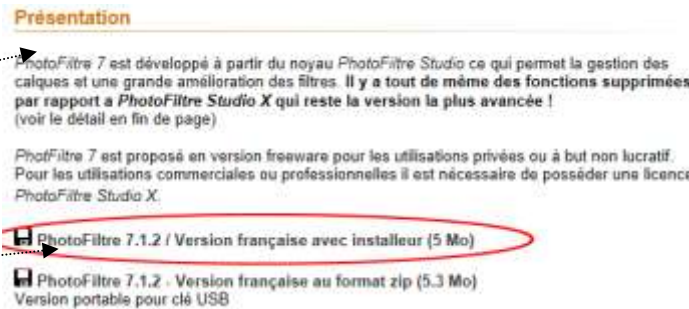 Présentation
PhotoFiltre 7 est développé à partir du noyau PhotoFiltre Studio ce qui permet la gestion des
calques et une grande amélioration des filtres. Il y a tout de même des fonctions supprimées
par rapport a PhotoFiltre Studio X qui reste la version la plus avancée !
(voir le détail en fin de page)
PhotFiltre 7 est proposé en version freeware pour les utilisations privées ou à but non lucratif.
Pour les utilisations commerciales ou professionnelles il est nécessaire de posséder une licence
PhotoFiltre Studio X.
PhotoFiltre 7.1.2 / Version française avec installeur (5 Mo)
PhotoFiltre 7.1.2 - Version française au format zip (5.3 Mo)
Version portable pour clé USB